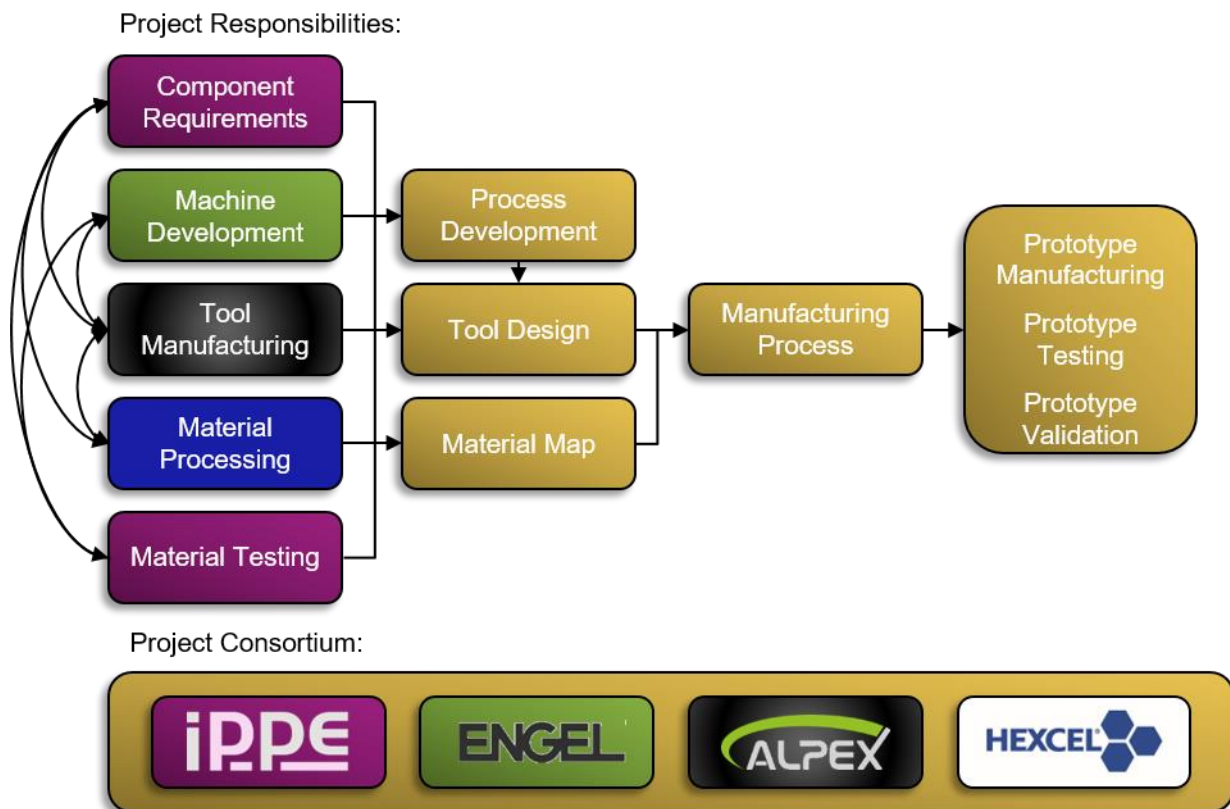 Project Responsibilities:
Component
Requirements
Machine
Development
Process
Development
Tool
Manufacturing
Tool Design
Manufacturing
Process
Prototype
Manufacturing
Prototype
Testing
Prototype
Validation
Material
Processing
Material Map
Material Testing
Project Consortium:
iPPE
ENGEL
ALPEX
HEXCEL®